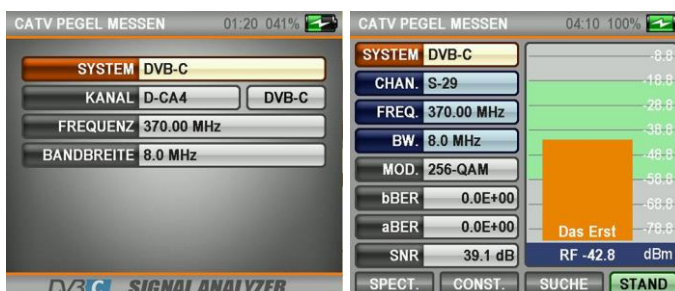 CATV PEGEL MESSEN 01:20 041%
SYSTEM DVB-C
KANAL D-CA4 DVB-C
FREQUENZ 370.00 MHz
BANDBREITE 8.0 MHz
DVB C SIGNAL ANALYZER
CATV PEGEL MESSEN 04:10 100%
SYSTEM DVB-C
CHAN. S-29
FREQ. 370.00 MHz
BW. 8.0 MHz
MOD. 256-QAM
bBER 0.0E+00
aBER 0.0E+00
SNR 39.1 dB
-8.8
-18.8
-28.8
-38.8
-48.8
-58.8
-68.8
-78.8
Das Erst
RF -42.8 dBm
SPECT. CONST. SUCHE STAND